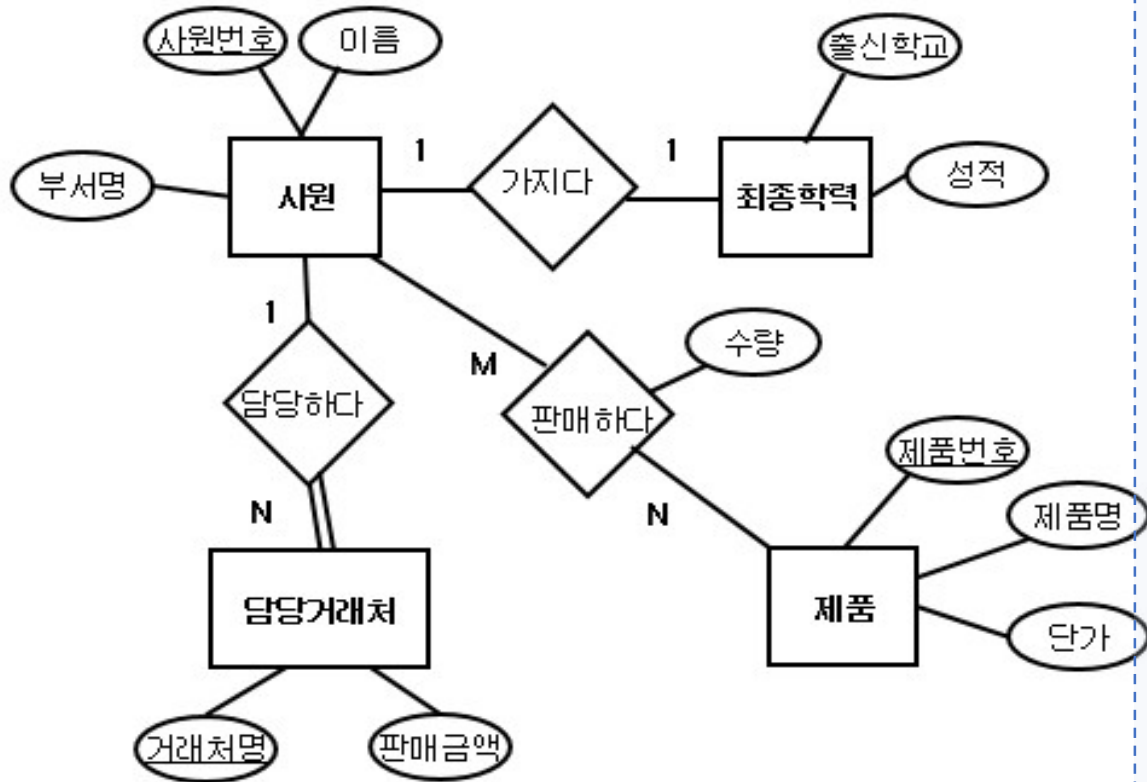 사원번호
이름
출신학교
부서명
사원
1
가지다
1
최종학력
성적
1
담당하다
M
판매하다
수량
N
N
제품번호
제품명
담당거래처
제품
단가
거래처명
판매금액